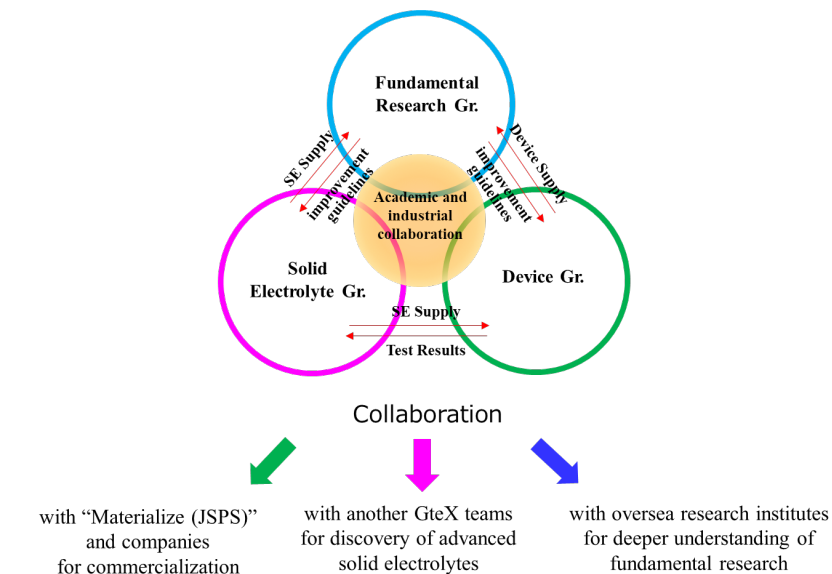 Fundamental
Research Gr.
SE Supply
improvement
guidelines
Device Supply
improvement
guidelines
Academic and
industrial
collaboration
Solid
Electrolyte Gr.
Device Gr.
SE Supply
Test Results
Collaboration
with “Materialize (JSPS)”
and companies
for commercialization
with another GteX teams
for discovery of advanced
solid electrolytes
with oversea research institutes
for deeper understanding of
fundamental research